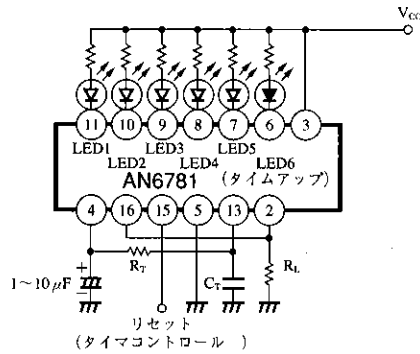 VCC
11 10 9 8 7 6 3
LED1 LED3 LED5
LED2 LED4 LED6
AN6781 (タイムアップ)
4 16 15 5 13 2
+
RT CT RL
1～10μF
−
リセット
(タイマコントロール )